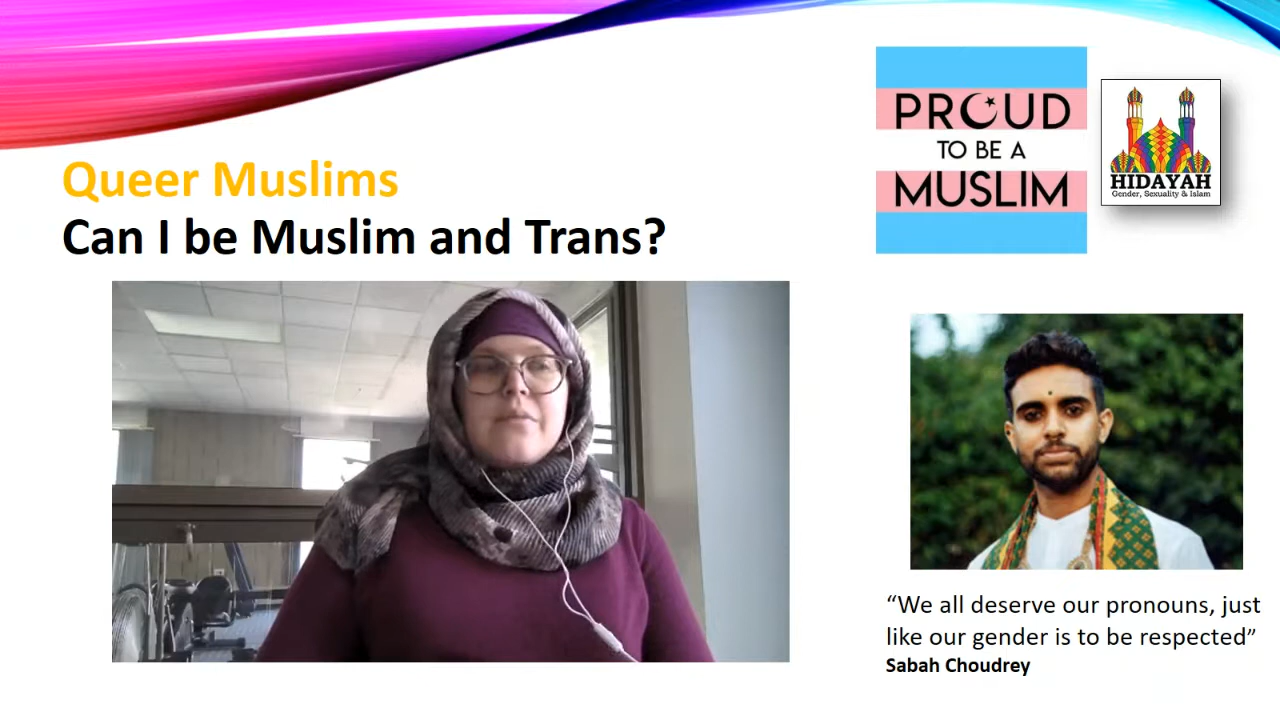 Queer Muslims
Can I be Muslim and Trans?
PROUD
TO BE A
MUSLIM
HIDAYAH
Gender, Sexuality & Islam
“We all deserve our pronouns, just
like our gender is to be respected”
Sabah Choudrey